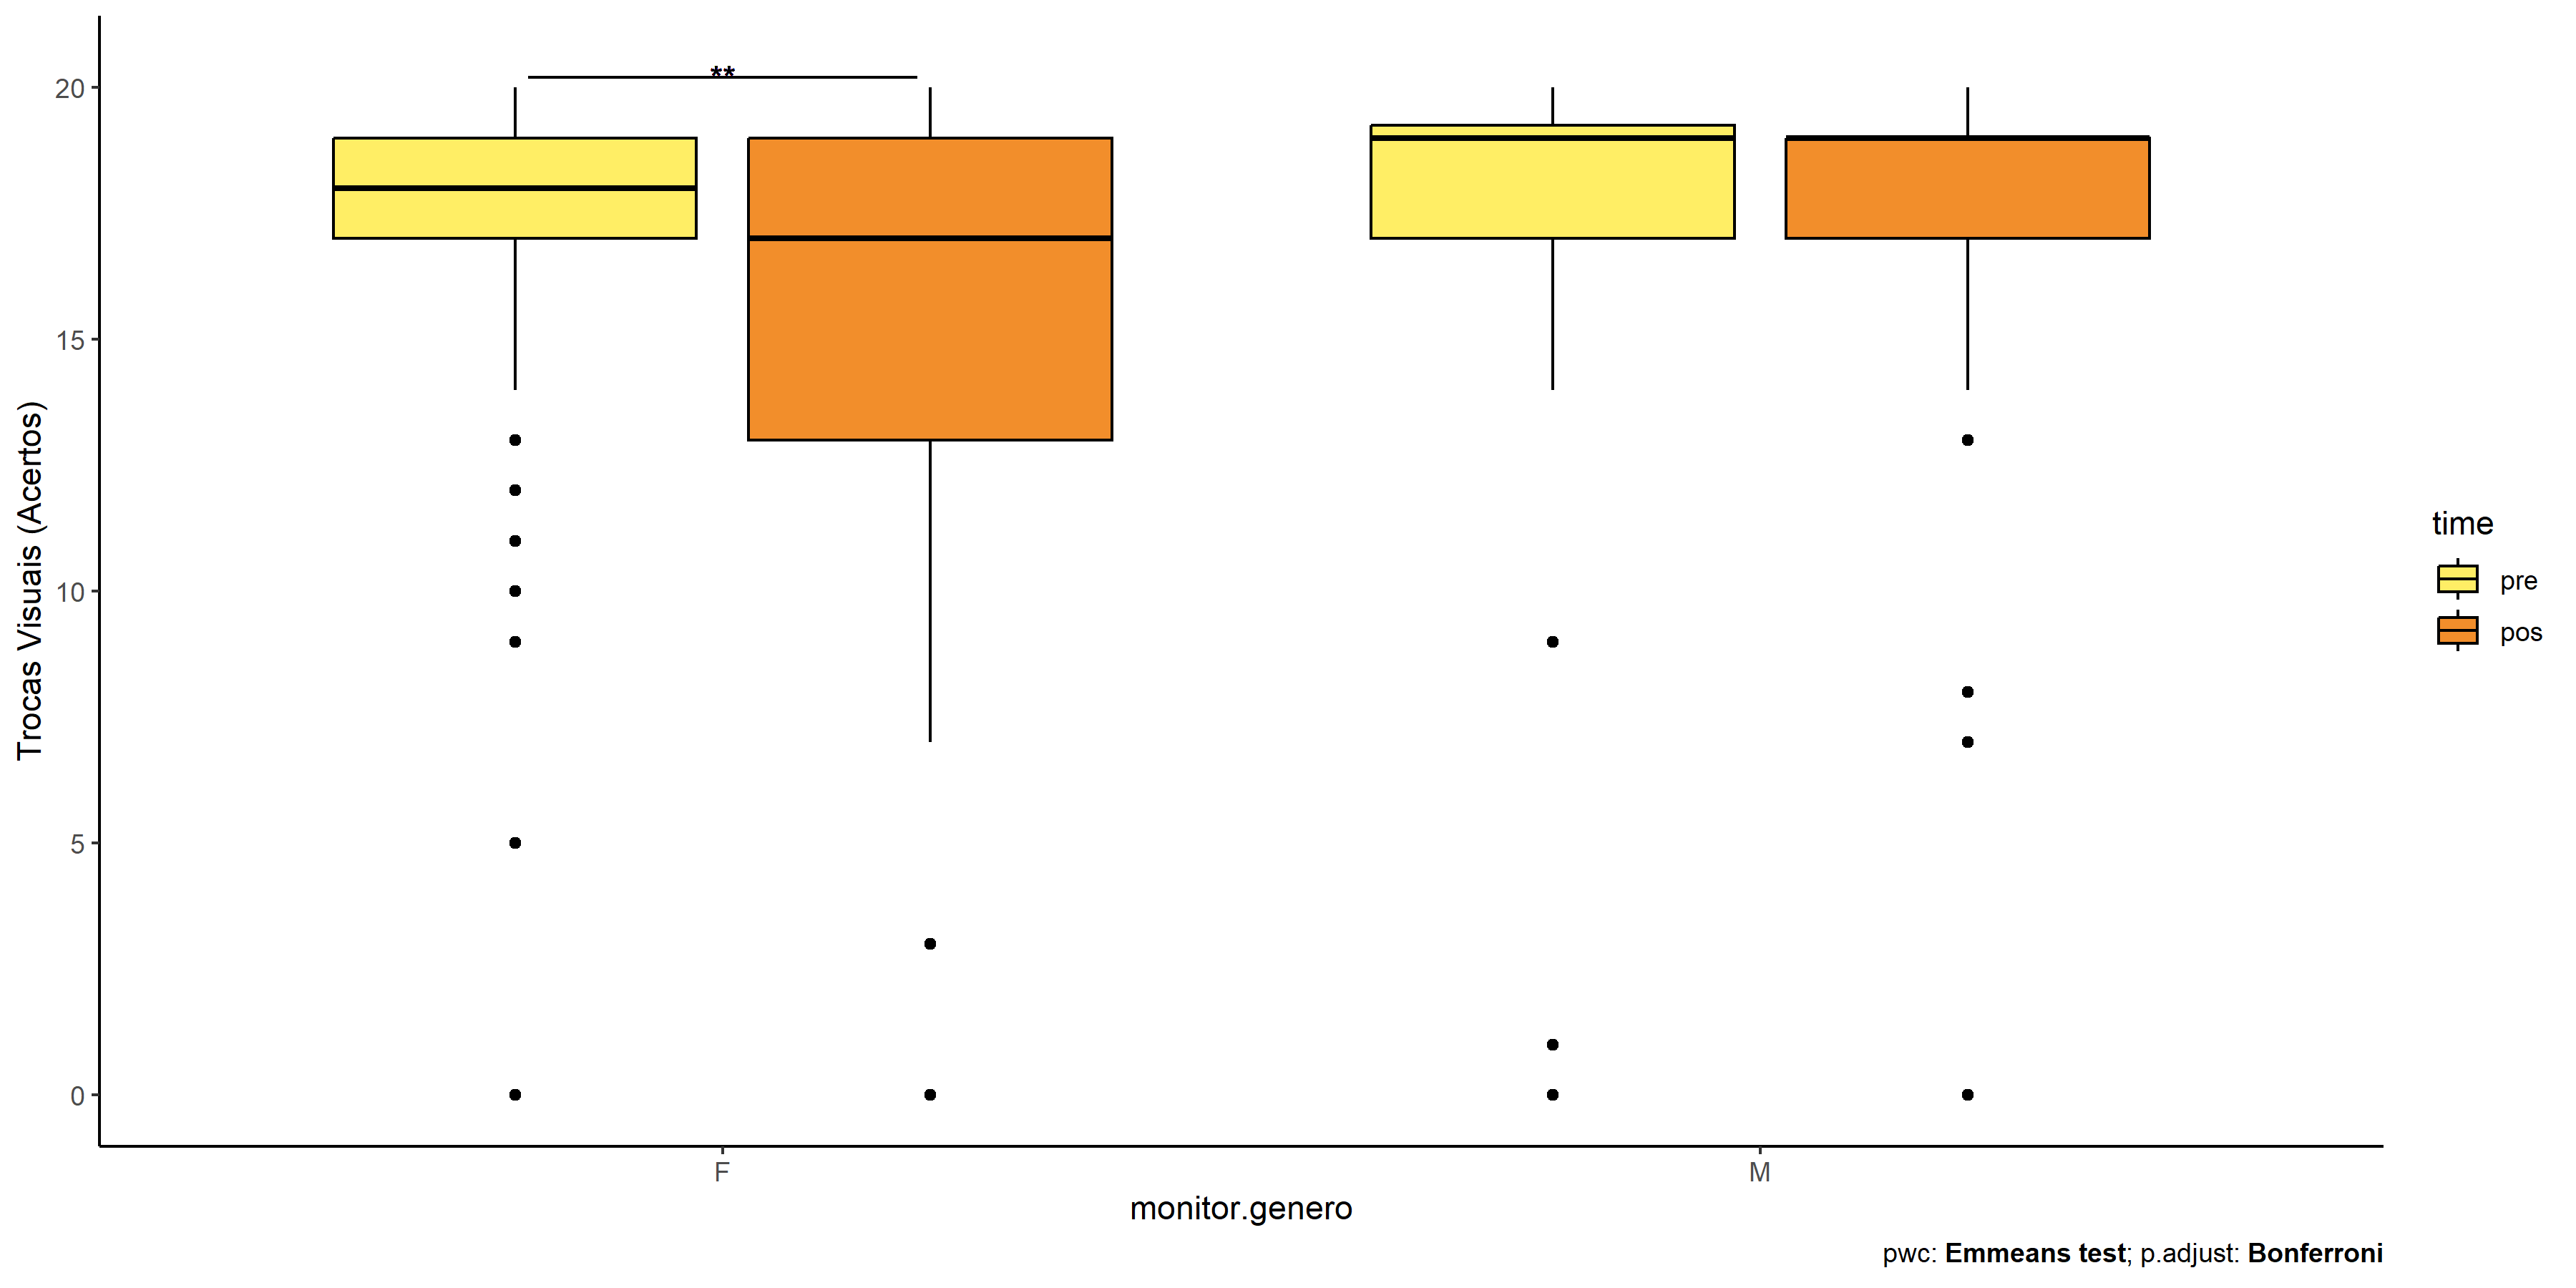 **
20
15
10
5
0
Trocas Visuais (Acertos)
F
M
monitor.genero
time
pre
pos
pwc: Emmeans test; p.adjust: Bonferroni